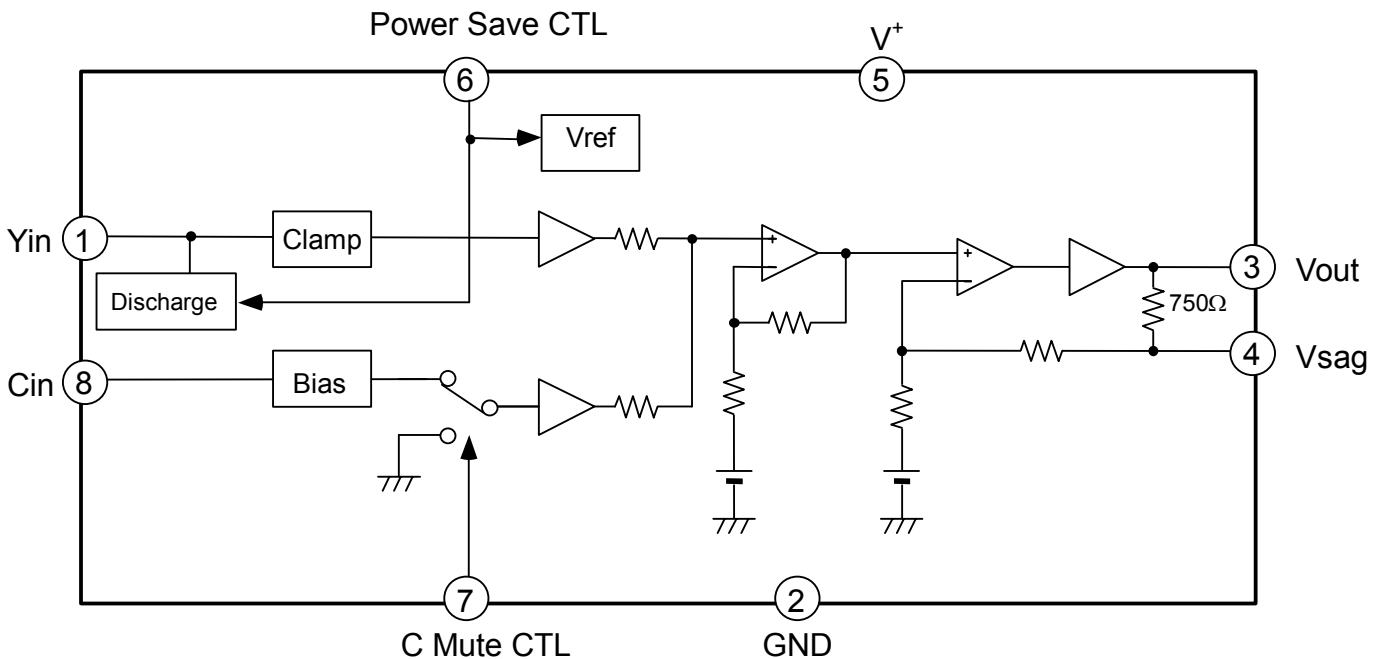 Power Save CTL
V+
6
5
Vref
Yin
1
Clamp
+
−
+
−
3
Vout
Discharge
750Ω
4
Vsag
Cin
8
Bias
7
2
C Mute CTL
GND